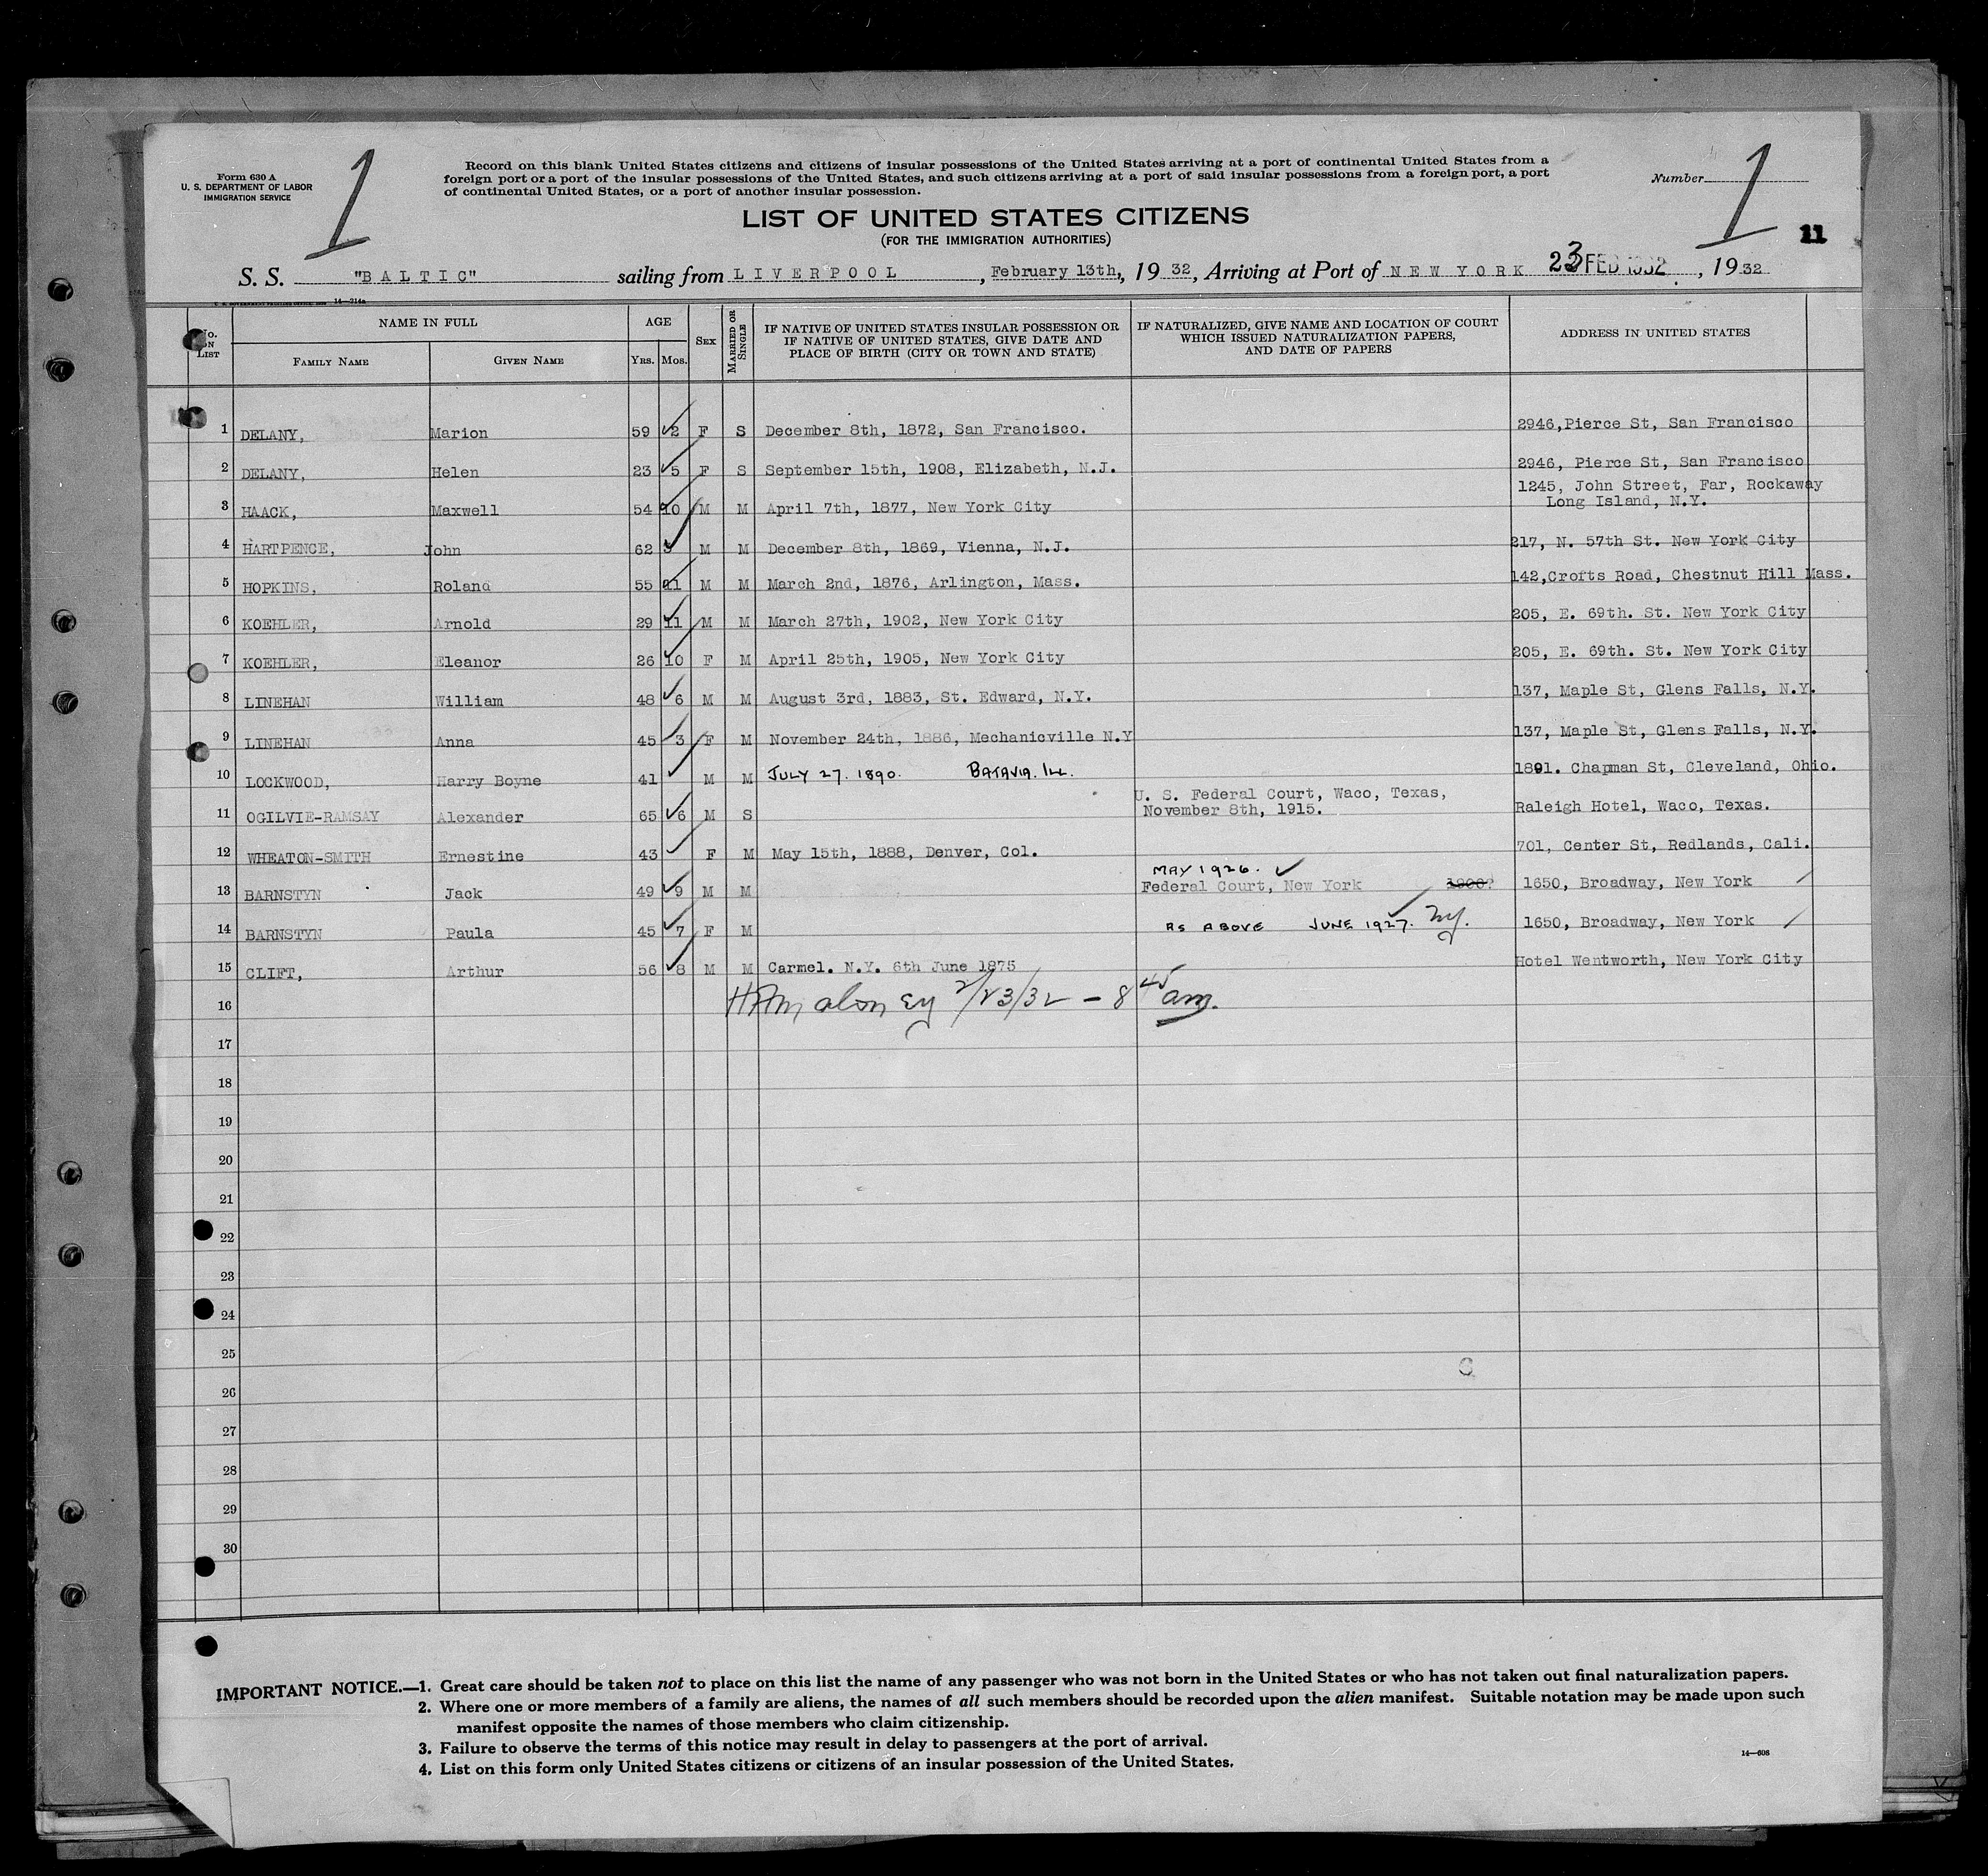 Form 630 A
U. S. DEPARTMENT OF LABOR
IMMIGRATION SERVICE
1
Record on this blank United States citizens and citizens of insular possessions of the United States arriving at a port of continental United States from a
foreign port or a port of the insular possessions of the United States, and such citizens arriving at a port of said insular possessions from a foreign port, a port
of continental United States, or a port of another insular possession.
Number 1
11
LIST OF UNITED STATES CITIZENS
(FOR THE IMMIGRATION AUTHORITIES)
S. S. "BALTIC" sailing from LIVERPOOL, February 13th, 1932, Arriving at Port of NEW YORK 23 FEB 1932, 1932
No. ON LIST
NAME IN FULL
FAMILY NAME
GIVEN NAME
AGE
YRS. MOS.
SEX
MARRIED OR SINGLE
IF NATIVE OF UNITED STATES INSULAR POSSESSION OR
IF NATIVE OF UNITED STATES, GIVE DATE AND
PLACE OF BIRTH (CITY OR TOWN AND STATE)
IF NATURALIZED, GIVE NAME AND LOCATION OF COURT
WHICH ISSUED NATURALIZATION PAPERS,
AND DATE OF PAPERS
ADDRESS IN UNITED STATES
1 DELANY, Marion 59 2 F S December 8th, 1872, San Francisco. 2946,Pierce St, San Francisco
2 DELANY, Helen 23 5 F S September 15th, 1908, Elizabeth, N.J. 2946, Pierce St, San Francisco
3 HAACK, Maxwell 54 10 M M April 7th, 1877, New York City 1245, John Street, Far, Rockaway
Long Island, N.Y.
4 HARTPENCE, John 62 M M December 8th, 1869, Vienna, N.J. 217, N. 57th St. New York City
5 HOPKINS, Roland 55 11 M M March 2nd, 1876, Arlington, Mass. 142,Crofts Road, Chestnut Hill Mass.
6 KOEHLER, Arnold 29 11 M M March 27th, 1902, New York City 205, E. 69th. St. New York City
7 KOEHLER, Eleanor 26 10 F M April 25th, 1905, New York City 205, E. 69th. St. New York City
8 LINEHAN William 48 6 M M August 3rd, 1883, St. Edward, N.Y. 137, Maple St, Glens Falls, N.Y.
9 LINEHAN Anna 45 3 F M November 24th, 1886, Mechanicville N.Y 137, Maple St, Glens Falls, N.Y.
10 LOCKWOOD, Harry Boyne 41 M M JULY 27. 1890. BATAVIA. ILL. 1801. Chapman St, Cleveland, Ohio.
11 OGILVIE-RAMSAY Alexander 65 6 M S U. S. Federal Court, Waco, Texas,
November 8th, 1915. Raleigh Hotel, Waco, Texas.
12 WHEATON-SMITH Ernestine 43 F M May 15th, 1888, Denver, Col. 701, Center St, Redlands, Cali.
MAY 1926.
13 BARNSTYN Jack 49 9 M M Federal Court, New York 1900? 1650, Broadway, New York
14 BARNSTYN Paula 45 7 F M AS ABOVE JUNE 1927. 1650, Broadway, New York
15 CLIFT, Arthur 56 8 M M Carmel. N.Y. 6th June 1875 Hotel Wentworth, New York City
16 Maloney 2/23/32 - 8 45 am.
17
18
19
20
21
22
23
24
25
26
27
28
29
30
IMPORTANT NOTICE.—1. Great care should be taken not to place on this list the name of any passenger who was not born in the United States or who has not taken out final naturalization papers.
2. Where one or more members of a family are aliens, the names of all such members should be recorded upon the alien manifest. Suitable notation may be made upon such
manifest opposite the names of those members who claim citizenship.
3. Failure to observe the terms of this notice may result in delay to passengers at the port of arrival.
4. List on this form only United States citizens or citizens of an insular possession of the United States.
14—608